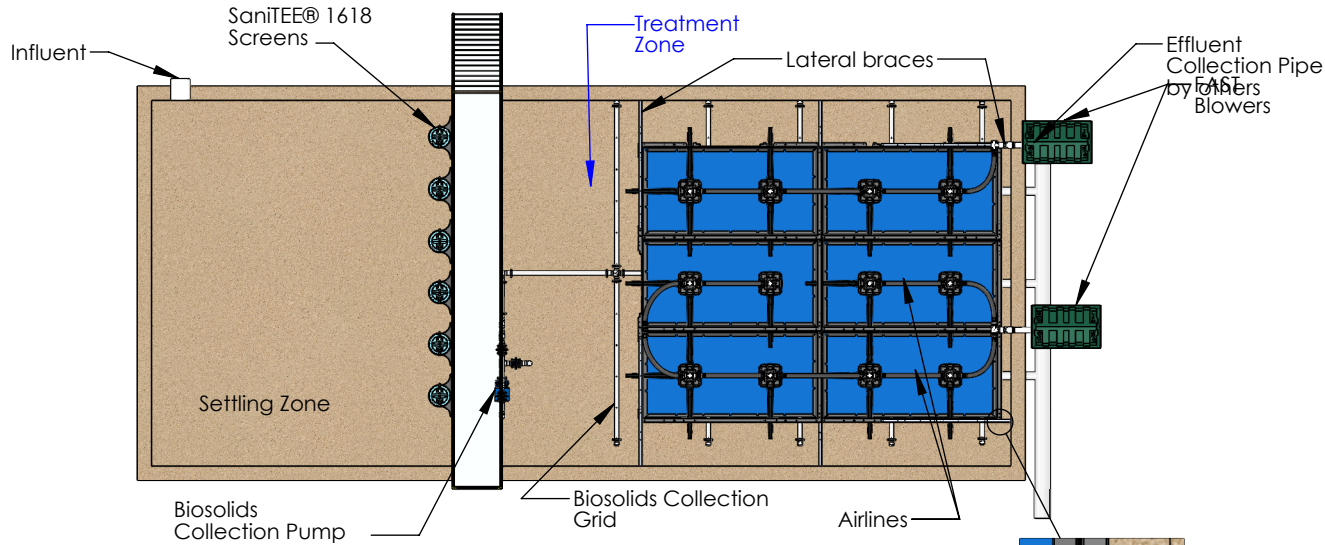 SaniTEE® 1618
Screens
Influent
Treatment
Zone
Lateral braces
Effluent
Collection Pipe
by others
FAST
Blowers
Settling Zone
Biosolids
Collection Pump
Biosolids Collection
Grid
Airlines